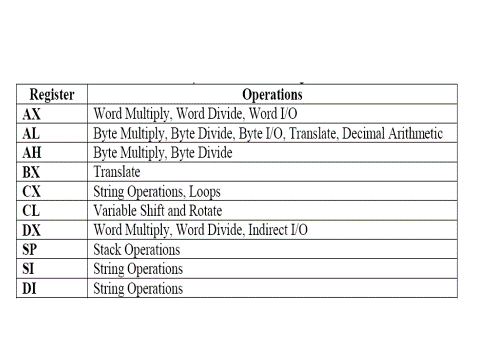 Register Operations
AX Word Multiply, Word Divide, Word I/O
AL Byte Multiply, Byte Divide, Byte I/O, Translate, Decimal Arithmetic
AH Byte Multiply, Byte Divide
BX Translate
CX String Operations, Loops
CL Variable Shift and Rotate
DX Word Multiply, Word Divide, Indirect I/O
SP Stack Operations
SI String Operations
DI String Operations